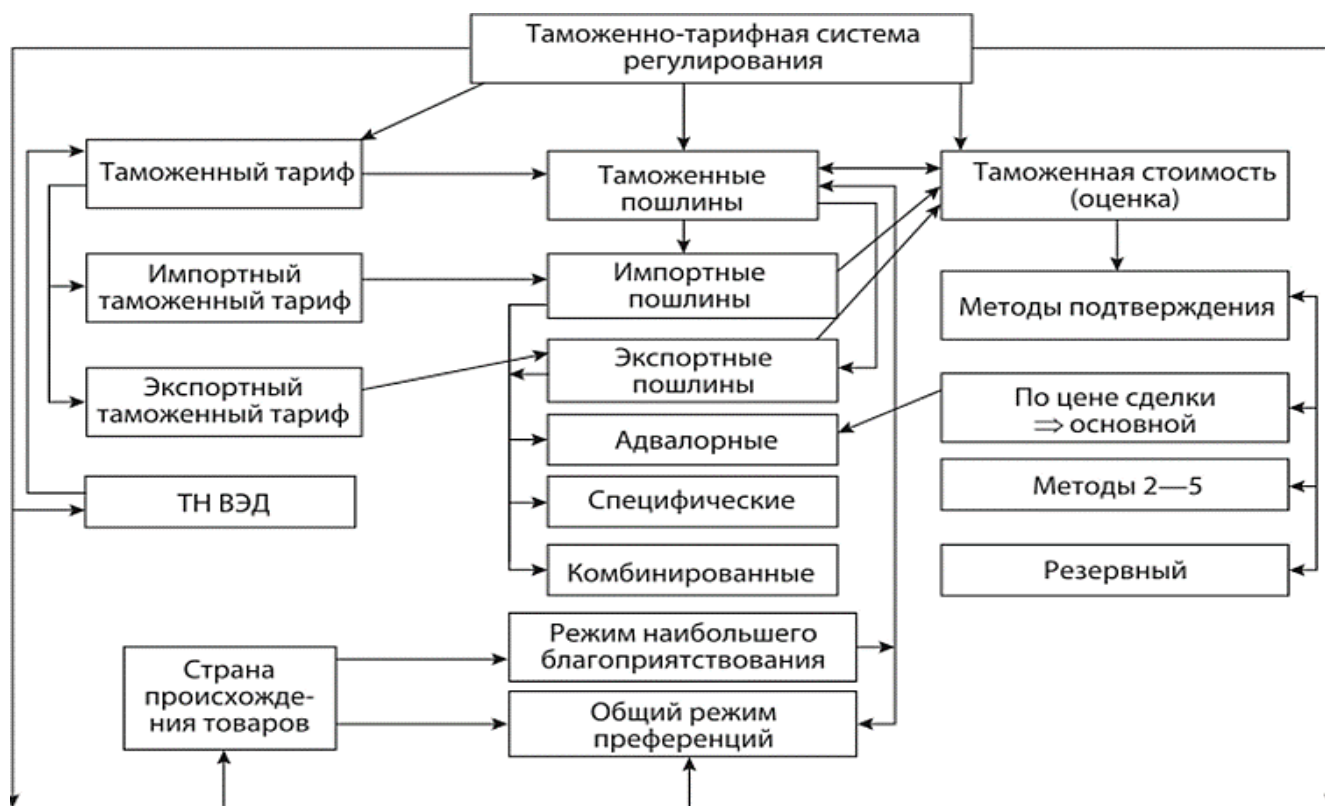 Таможенно-тарифная система
регулирования
Таможенный тариф
Таможенные
пошлины
Таможенная стоимость
(оценка)
Импортный
таможенный тариф
Импортные
пошлины
Методы подтверждения
Экспортный
таможенный тариф
Экспортные
пошлины
По цене сделки
⇒ основной
Адвалорные
ТН ВЭД
Специфические
Методы 2—5
Комбинированные
Резервный
Страна
происхожде-
ния товаров
Режим наибольшего
благоприятствования
Общий режим
преференций